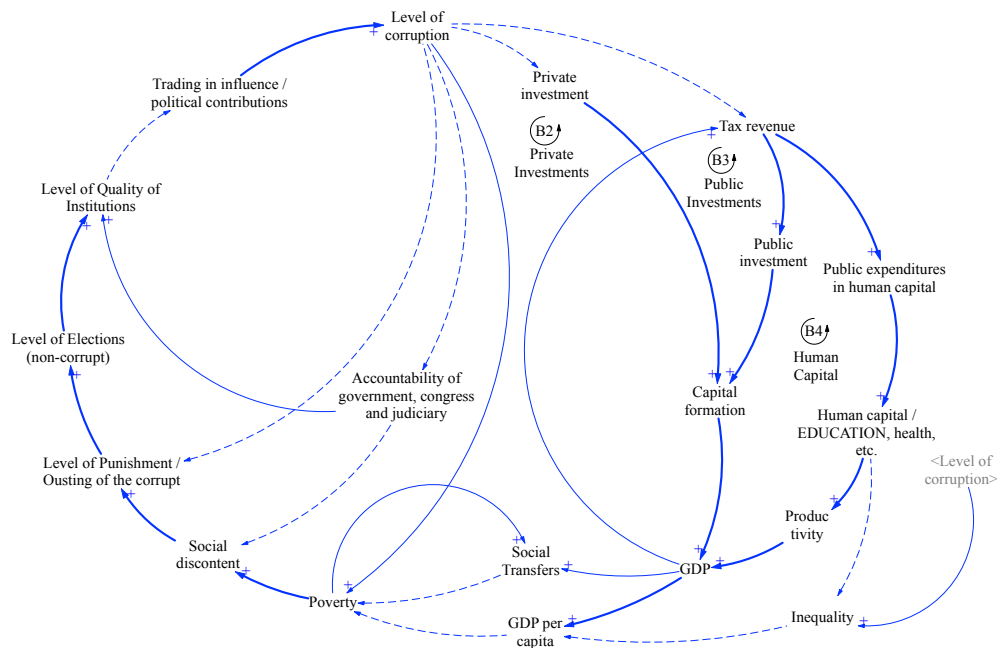 Level of
corruption
Trading in influence /
political contributions
Private
investment
Tax revenue
B2
Private
Investments
B3
Public
Investments
Level of Quality of
Institutions
Public
investment
Public expenditures
in human capital
Level of Elections
(non-corrupt)
B4
Human
Capital
Accountability of
government, congress
and judiciary
Capital
formation
Human capital /
EDUCATION, health,
etc.
<Level of
corruption>
Level of Punishment /
Ousting of the corrupt
Produc
tivity
Social
discontent
Social
Transfers
GDP
Poverty
GDP per
capita
Inequality